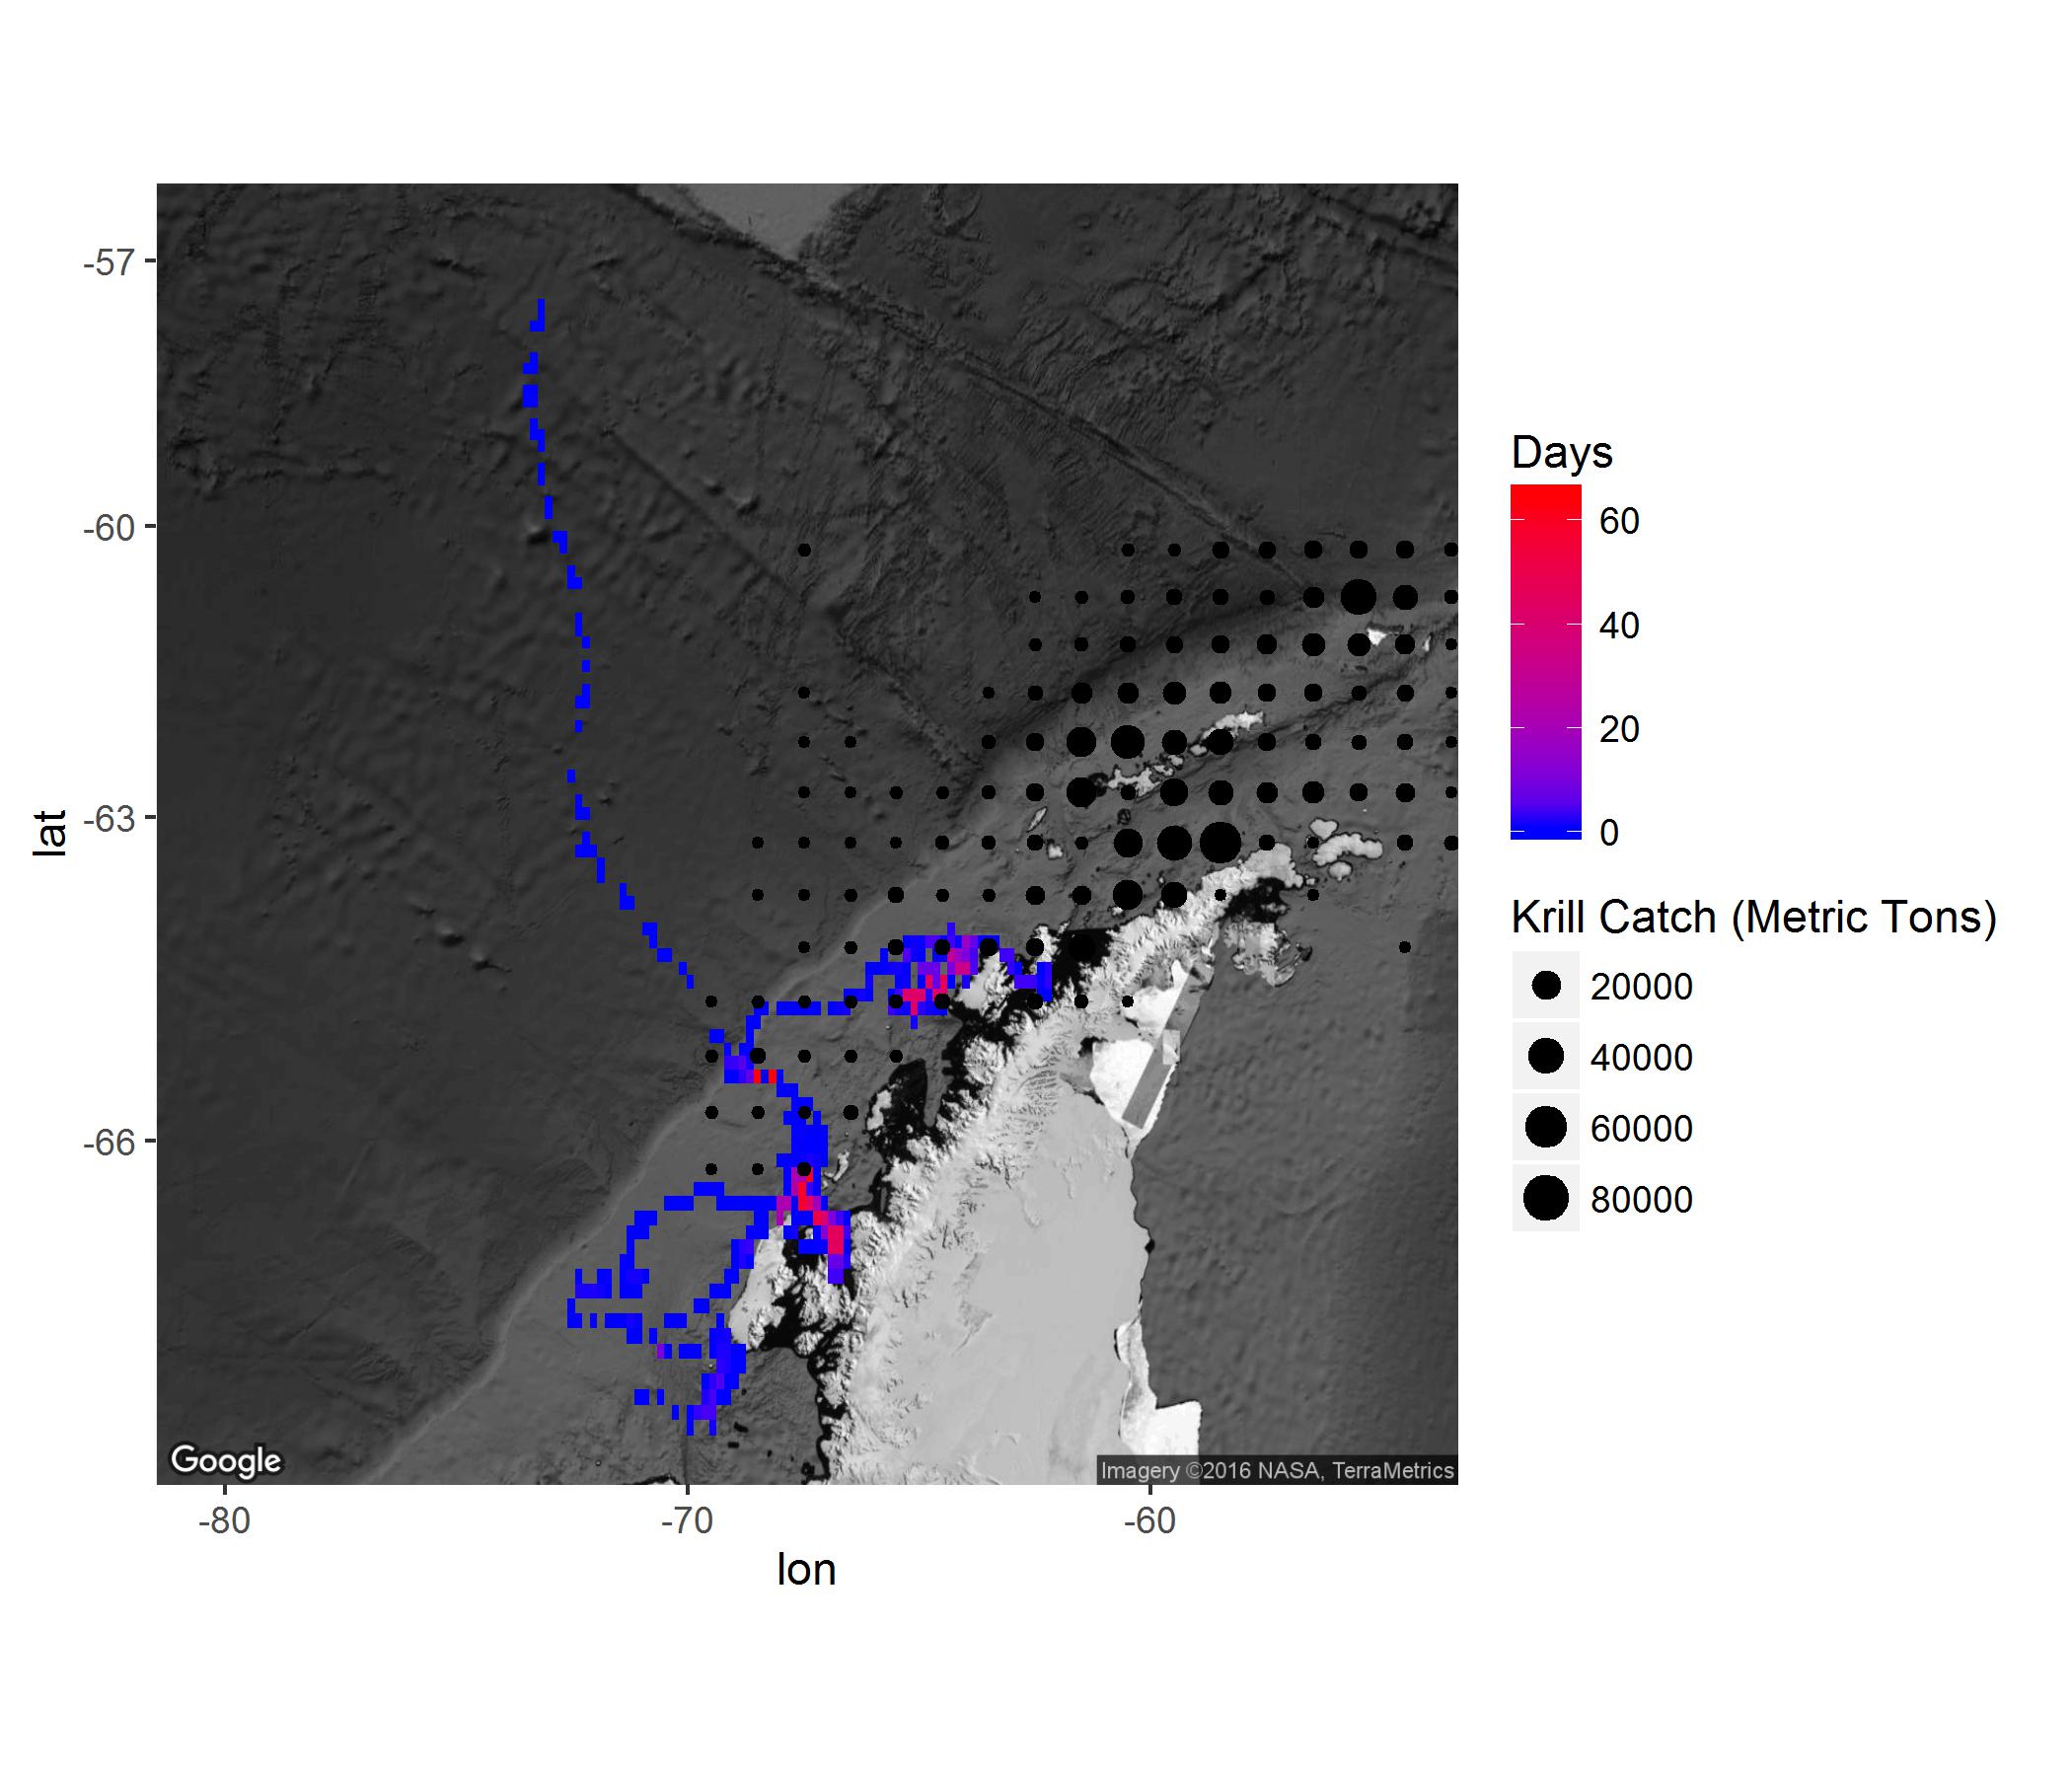 -57
-60
-63
-66
lat
-80
-70
-60
lon
Google
Imagery ©2016 NASA, TerraMetrics
Days
60
40
20
0
Krill Catch (Metric Tons)
20000
40000
60000
80000